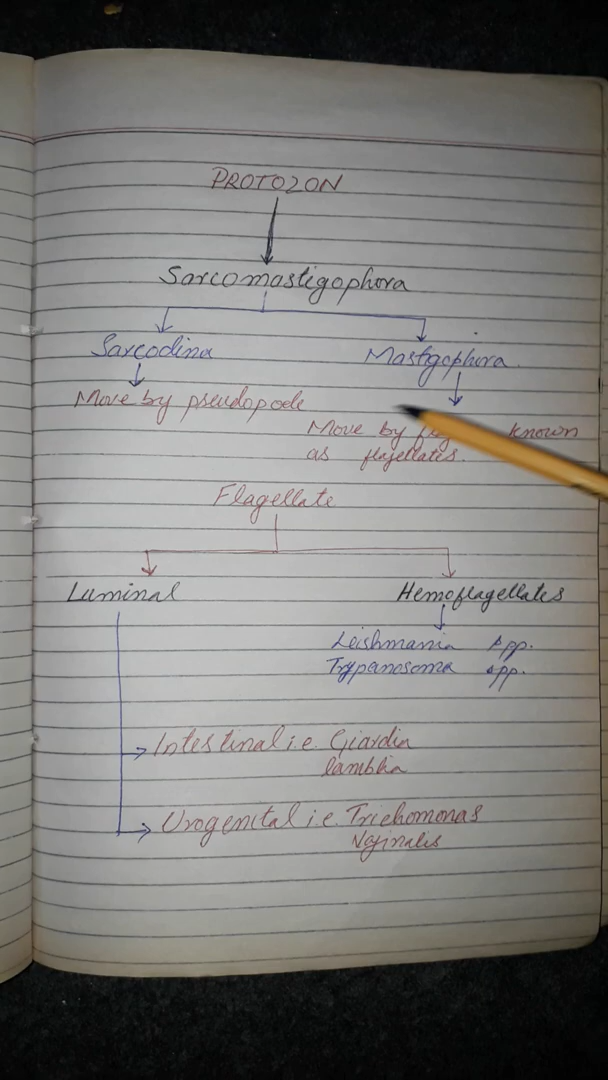 PROTOZON
Sarcomastigophora
Sarcodina
Mastigophora
Move by pseudopode
Move by known
as flagellates.
Flagellate
Luminal
Hemoflagellates
Leishmania spp.
Trypanosoma spp.
Intestinal i.e. Giardia
lamblia
Urogenital i.e. Trichomonas
Vaginalis